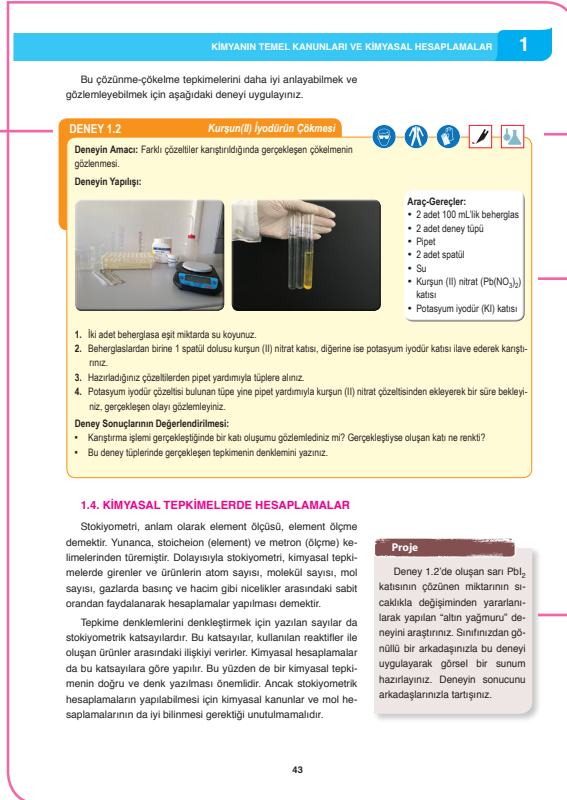 KİMYANIN TEMEL KANUNLARI VE KİMYASAL HESAPLAMALAR 1
Bu çözünme-çökelme tepkimelerini daha iyi anlayabilmek ve
gözlemleyebilmek için aşağıdaki deneyi uygulayınız.
DENEY 1.2 Kurşun(II) İyodürün Çökmesi
Deneyin Amacı: Farklı çözeltiler karıştırıldığında gerçekleşen çökelmenin
gözlenmesi.
Deneyin Yapılışı:
Araç-Gereçler:
• 2 adet 100 mL'lik beherglas
• 2 adet deney tüpü
• Pipet
• 2 adet spatül
• Su
• Kurşun (II) nitrat (Pb(NO3)2)
katısı
• Potasyum iyodür (KI) katısı
1. İki adet beherglasa eşit miktarda su koyunuz.
2. Beherglaslardan birine 1 spatül dolusu kurşun (II) nitrat katısı, diğerine ise potasyum iyodür katısı ilave ederek karıştı-
rınız.
3. Hazırladığınız çözeltilerden pipet yardımıyla tüplere alınız.
4. Potasyum iyodür çözeltisi bulunan tüpe yine pipet yardımıyla kurşun (II) nitrat çözeltisinden ekleyerek bir süre bekleyi-
niz, gerçekleşen olayı gözlemleyiniz.
Deney Sonuçlarının Değerlendirilmesi:
• Karıştırma işlemi gerçekleştiğinde bir katı oluşumu gözlemlediniz mi? Gerçekleştiyse oluşan katı ne renkti?
• Bu deney tüplerinde gerçekleşen tepkimenin denklemini yazınız.
1.4. KİMYASAL TEPKİMELERDE HESAPLAMALAR
Stokiyometri, anlam olarak element ölçüsü, element ölçme
demektir. Yunanca, stoicheion (element) ve metron (ölçme) ke-
limelerinden türemiştir. Dolayısıyla stokiyometri, kimyasal tepki-
melerde girenler ve ürünlerin atom sayısı, molekül sayısı, mol
sayısı, gazlarda basınç ve hacim gibi nicelikler arasındaki sabit
orandan faydalanarak hesaplamalar yapılması demektir.
Tepkime denklemlerini denkleştirmek için yazılan sayılar da
stokiyometrik katsayılardır. Bu katsayılar, kullanılan reaktifler ile
oluşan ürünler arasındaki ilişkiyi verirler. Kimyasal hesaplamalar
da bu katsayılara göre yapılır. Bu yüzden de bir kimyasal tepki-
menin doğru ve denk yazılması önemlidir. Ancak stokiyometrik
hesaplamaların yapılabilmesi için kimyasal kanunlar ve mol he-
saplamalarının da iyi bilinmesi gerektiği unutulmamalıdır.
Proje
Deney 1.2'de oluşan sarı PbI2
katısının çözünen miktarının sı-
caklıkla değişiminden yararlanı-
larak yapılan “altın yağmuru” de-
neyini araştırınız. Sınıfınızdan gö-
nüllü bir arkadaşınızla bu deneyi
uygulayarak görsel bir sunum
hazırlayınız. Deneyin sonucunu
arkadaşlarınızla tartışınız.
43